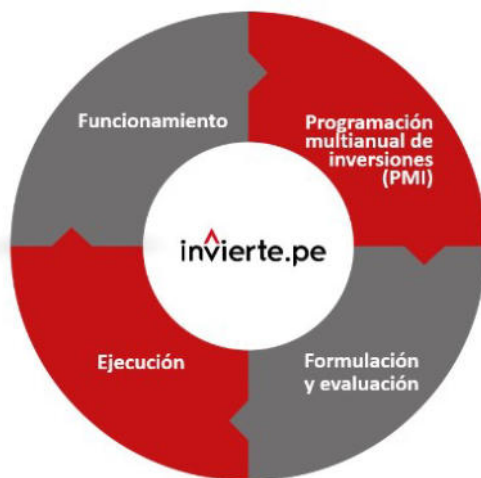 Funcionamiento
Programación
multianual de
inversiones
(PMI)
invierte.pe
Ejecución
Formulación
y evaluación